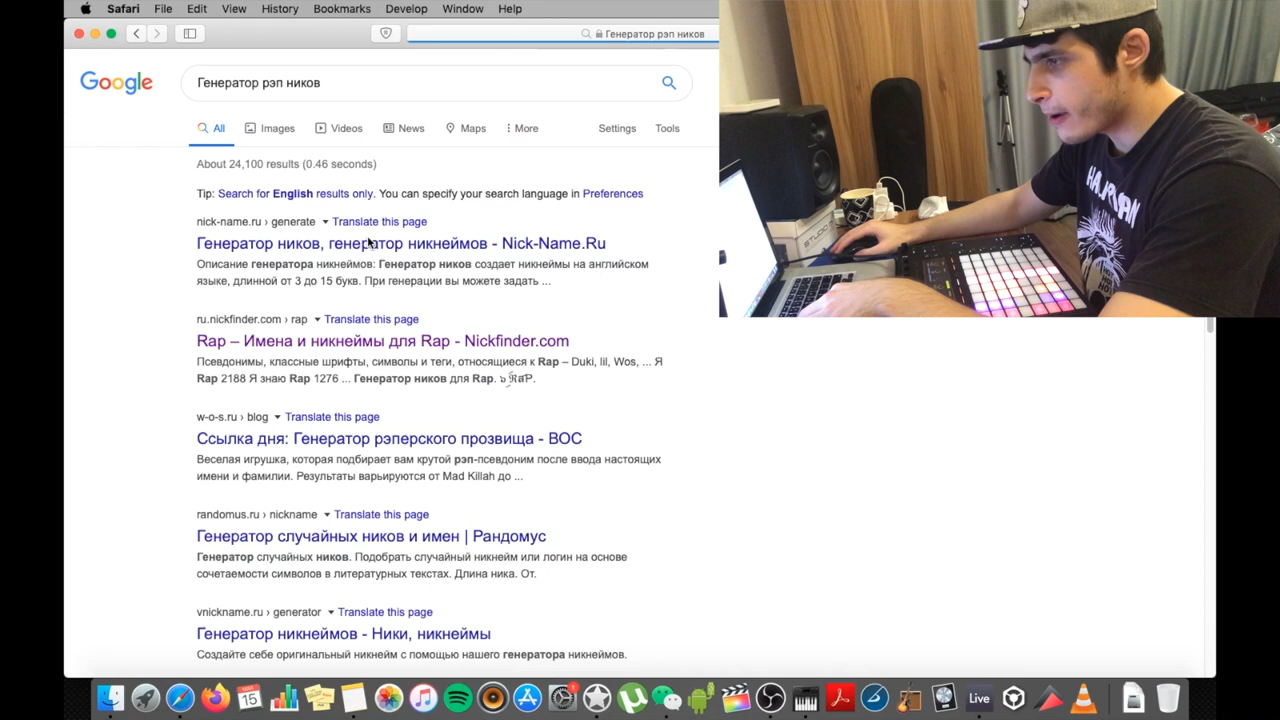 Safari File Edit View History Bookmarks Develop Window Help
Генератор рэп ников
Google
Генератор рэп ников
All Images Videos News Maps More Settings Tools
About 24,100 results (0.46 seconds)
Tip: Search for English results only. You can specify your search language in Preferences
nick-name.ru › generate Translate this page
Генератор ников, генератор никнеймов - Nick-Name.Ru
Описание генератора никнеймов: Генератор ников создает никнеймы на английском
языке, длинной от 3 до 15 букв. При генерации вы можете задать ...
ru.nickfinder.com › rap Translate this page
Rap – Имена и никнеймы для Rap - Nickfinder.com
Псевдонимы, классные шрифты, символы и теги, относящиеся к Rap – Duki, lil, Wos, ... Я
Rap 2188 Я знаю Rap 1276 ... Генератор ников для Rap.
w-o-s.ru › blog Translate this page
Ссылка дня: Генератор рэперского прозвища - ВОС
Веселая игрушка, которая подбирает вам крутой рэп-псевдоним после ввода настоящих
имени и фамилии. Результаты варьируются от Mad Killah до ...
randomus.ru › nickname Translate this page
Генератор случайных ников и имен | Рандомус
Генератор случайных ников. Подобрать случайный никнейм или логин на основе
сочетаемости символов в литературных текстах. Длина ника. От.
vnickname.ru › generator Translate this page
Генератор никнеймов - Ники, никнеймы
Создайте себе оригинальный никнейм с помощью нашего генератора никнеймов.
15
Live
STUDIO